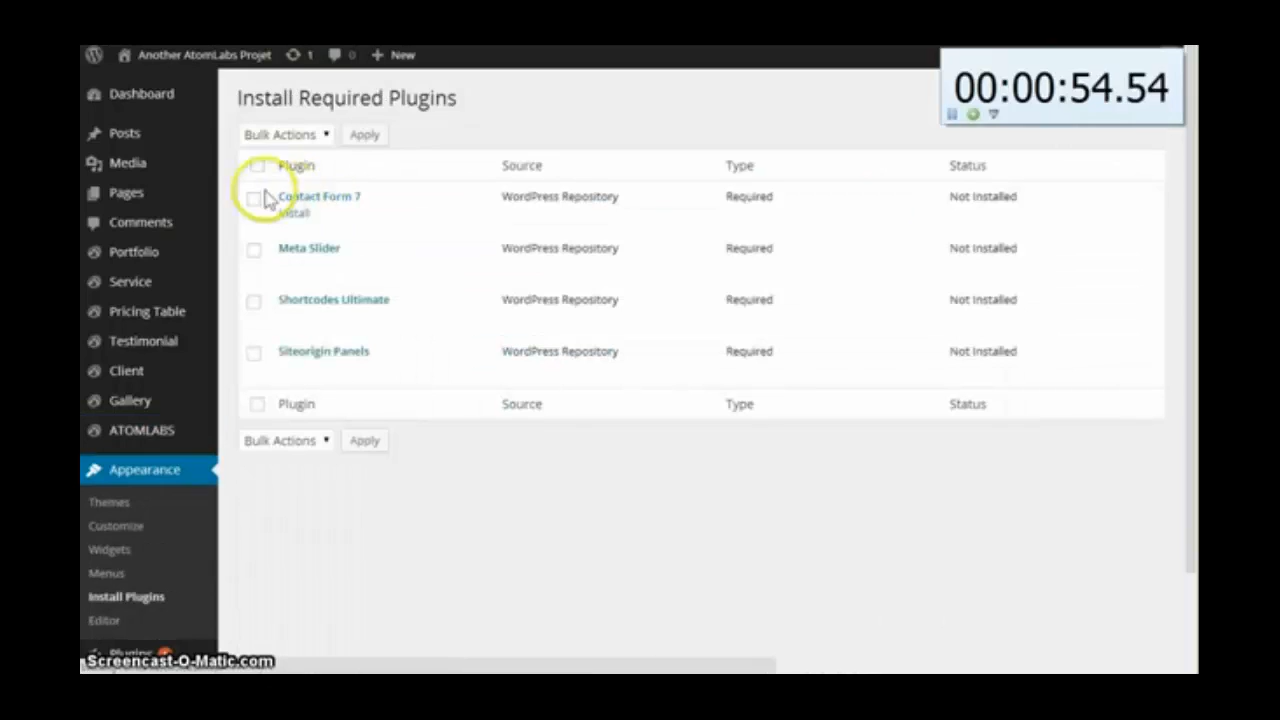 Another AtomLabs Projet 1 0 New
00:00:54.54
Dashboard
Posts
Media
Pages
Comments
Portfolio
Service
Pricing Table
Testimonial
Client
Gallery
ATOMLABS
Appearance
Themes
Customize
Widgets
Menus
Install Plugins
Editor
Plugins
Install Required Plugins
Bulk Actions Apply
Plugin Source Type Status
Contact Form 7 WordPress Repository Required Not Installed
Install
Meta Slider WordPress Repository Required Not Installed
Shortcodes Ultimate WordPress Repository Required Not Installed
Siteorigin Panels WordPress Repository Required Not Installed
Plugin Source Type Status
Bulk Actions Apply
Screencast-O-Matic.com